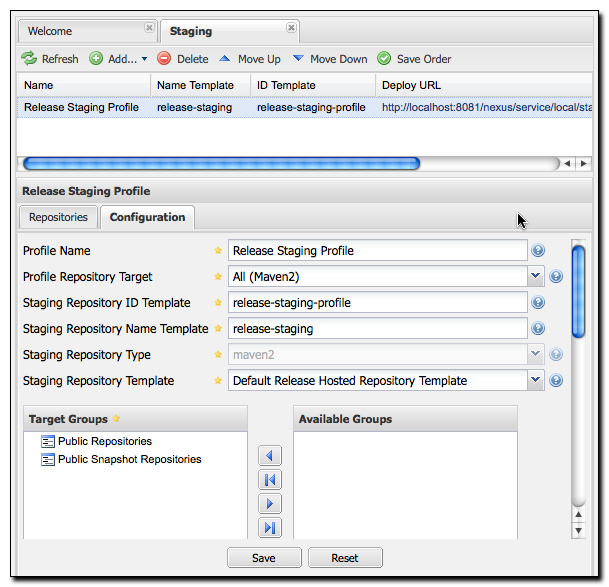 Welcome Staging
Refresh Add... Delete Move Up Move Down Save Order
Name Name Template ID Template Deploy URL
Release Staging Profile release-staging release-staging-profile http://localhost:8081/nexus/service/local/sta
Release Staging Profile
Repositories Configuration
Profile Name Release Staging Profile
Profile Repository Target All (Maven2)
Staging Repository ID Template release-staging-profile
Staging Repository Name Template release-staging
Staging Repository Type maven2
Staging Repository Template Default Release Hosted Repository Template
Target Groups Available Groups
Public Repositories
Public Snapshot Repositories
Save Reset